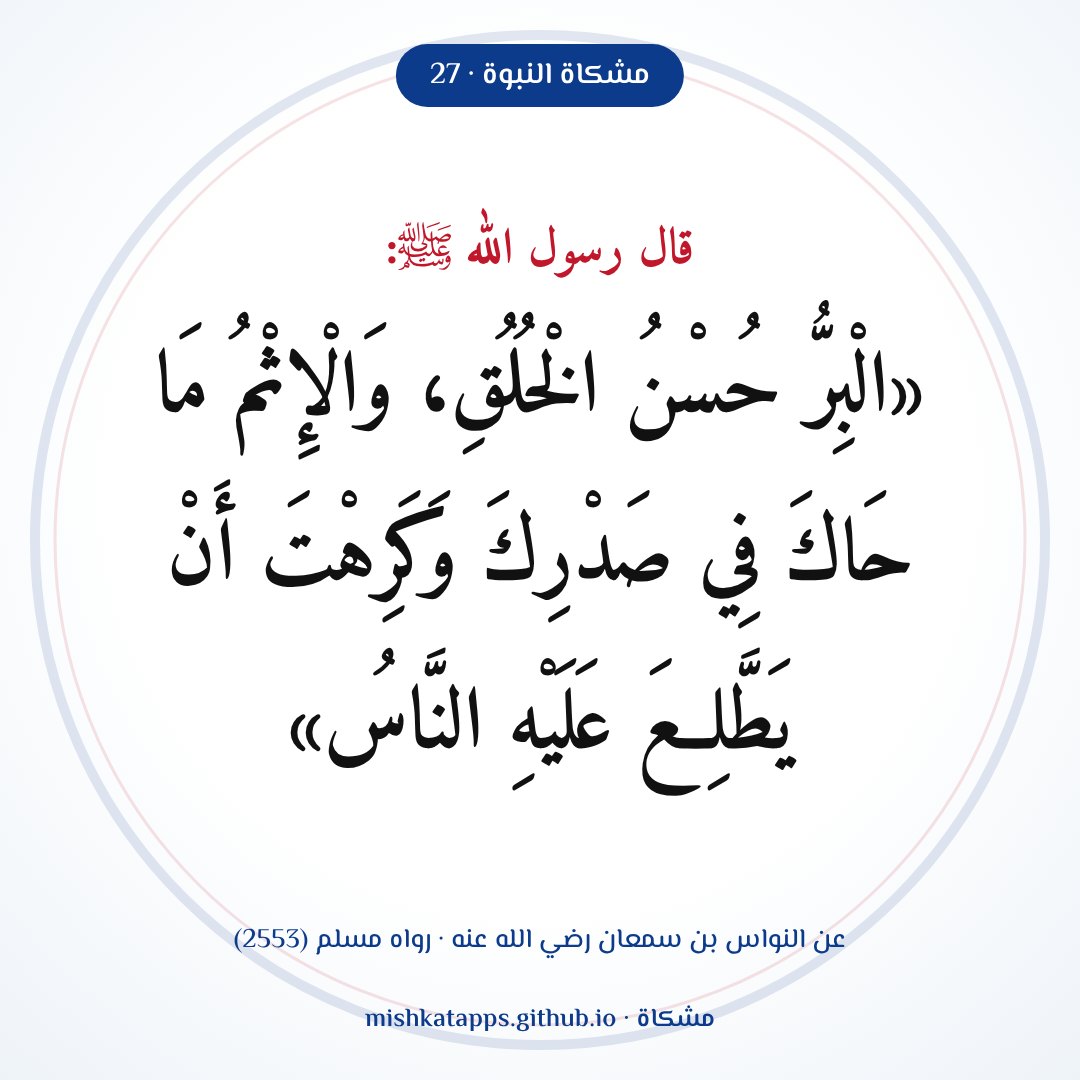 مشكاة النبوة · 27
قال رسول الله ﷺ:
«الْبِرُّ حُسْنُ الْخُلُقِ، وَالْإِثْمُ مَا
حَاكَ فِي صَدْرِكَ وَكَرِهْتَ أَنْ
يَطَّلِـعَ عَلَيْهِ النَّاسُ»
عن النواس بن سمعان رضي الله عنه · رواه مسلم (2553)
مشكاة · mishkatapps.github.io